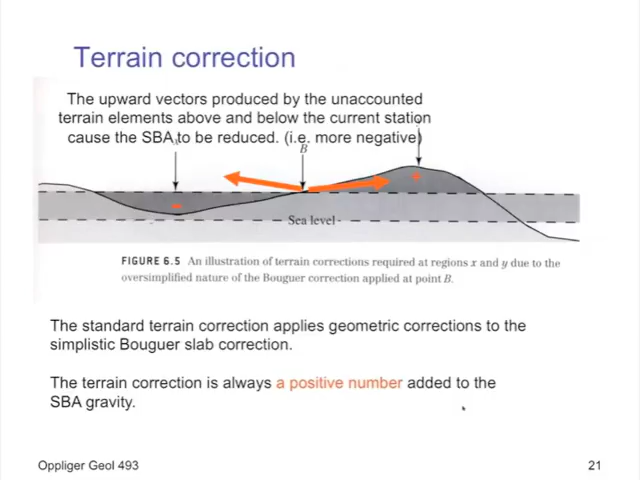 Terrain correction
The upward vectors produced by the unaccounted
terrain elements above and below the current station
cause the SBA to be reduced. (i.e. more negative)
x
B
-
+
Sea level
FIGURE 6.5 An illustration of terrain corrections required at regions x and y due to the
oversimplified nature of the Bouguer correction applied at point B.
The standard terrain correction applies geometric corrections to the
simplistic Bouguer slab correction.
The terrain correction is always a positive number added to the
SBA gravity.
Oppliger Geol 493
21